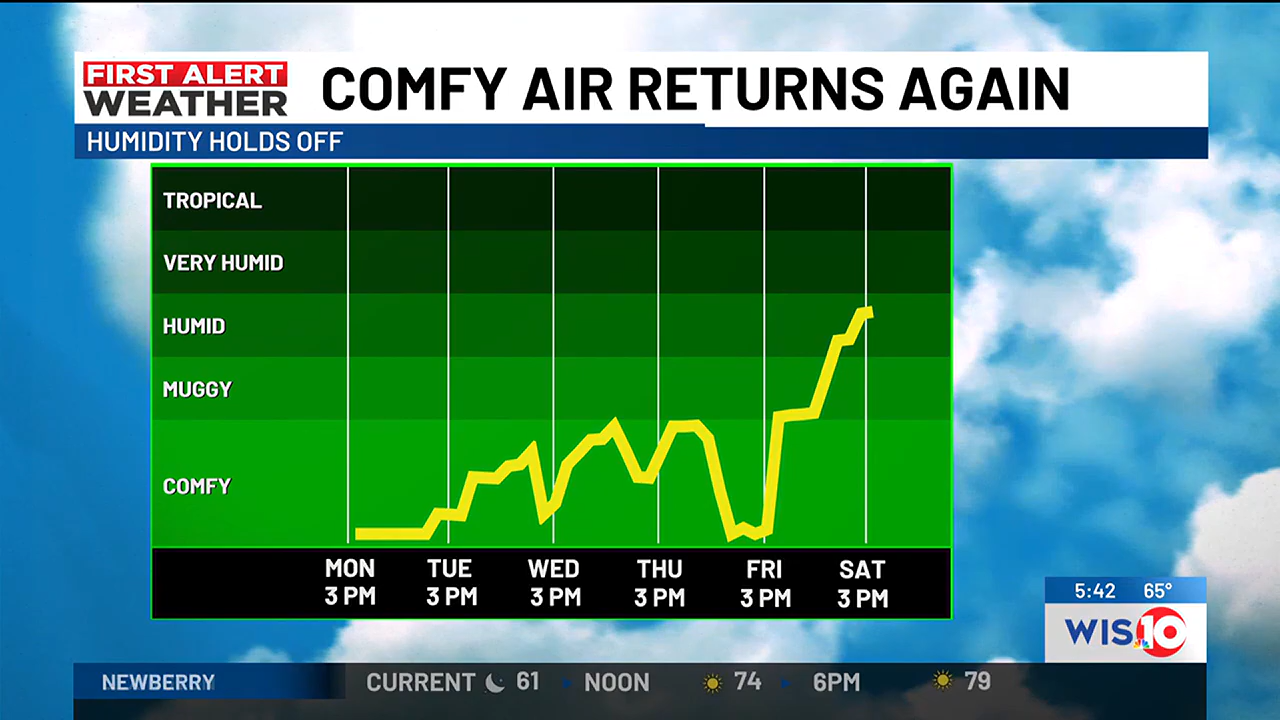 FIRST ALERT
WEATHER
COMFY AIR RETURNS AGAIN
HUMIDITY HOLDS OFF
TROPICAL
VERY HUMID
HUMID
MUGGY
COMFY
MON TUE WED THU FRI SAT
3 PM 3 PM 3 PM 3 PM 3 PM 3 PM
5:42 65°
WIS10
NEWBERRY CURRENT 61 NOON 74 6PM 79